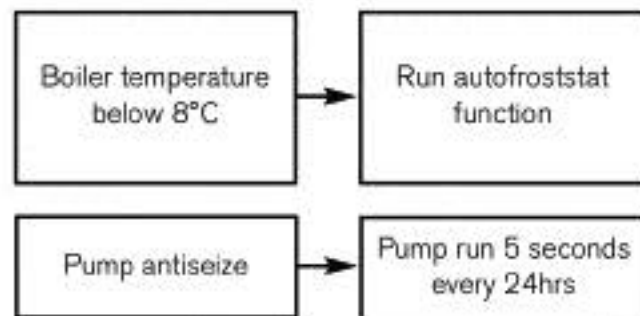 Boiler temperature
below 8°C
Run autofroststat
function
Pump antiseize
Pump run 5 seconds
every 24hrs